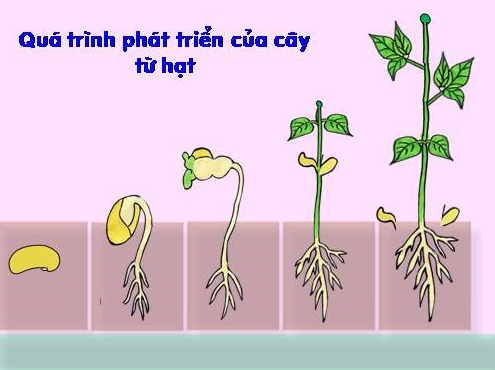 Quá trình phát triển của cây
từ hạt